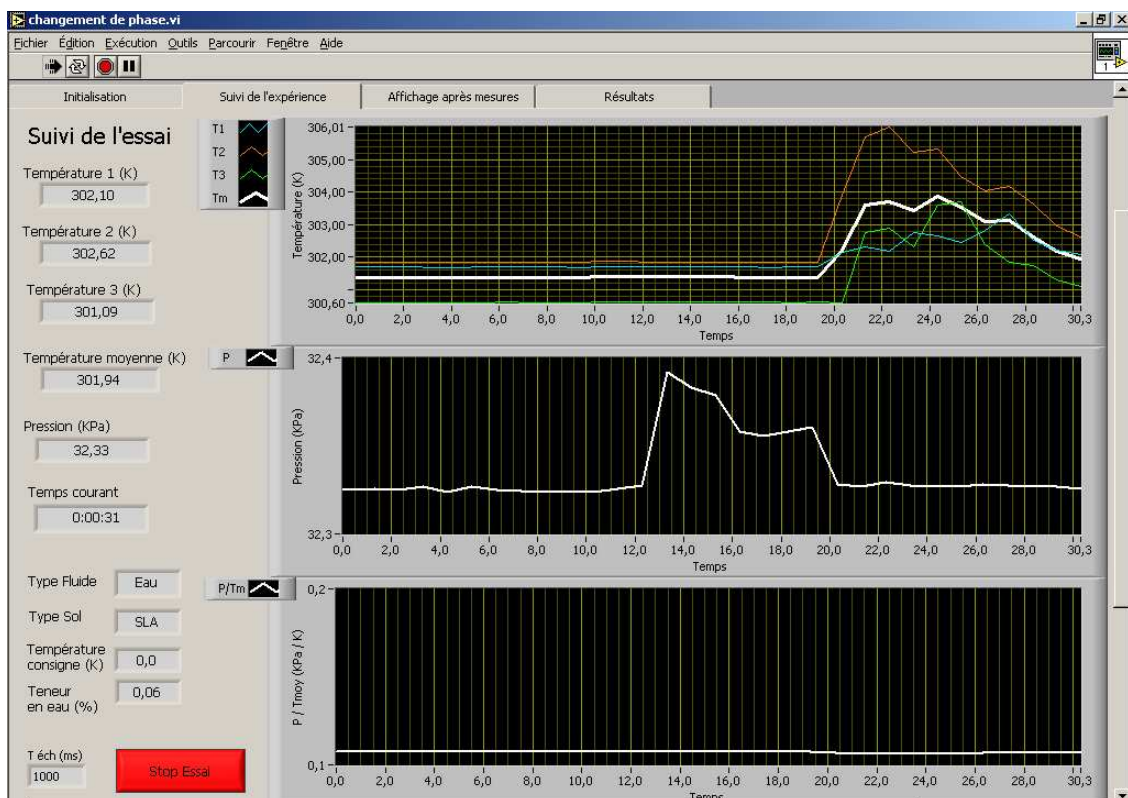 changement de phase.vi
Fichier Édition Exécution Outils Parcourir Fenêtre Aide
1
Initialisation Suivi de l'expérience Affichage après mesures Résultats
Suivi de l'essai
Température 1 (K)
302,10
Température 2 (K)
302,62
Température 3 (K)
301,09
Température moyenne (K)
301,94
Pression (KPa)
32,33
Temps courant
0:00:31
Type Fluide Eau
Type Sol SLA
Température
consigne (K) 0,0
Teneur
en eau (%) 0,06
T éch (ms)
1000
Stop Essai
T1
T2
T3
Tm
Température (K)
306,01
305,00
304,00
303,00
302,00
300,60
0,0 2,0 4,0 6,0 8,0 10,0 12,0 14,0 16,0 18,0 20,0 22,0 24,0 26,0 28,0 30,3
Temps
P
Pression (KPa)
32,4
32,3
0,0 2,0 4,0 6,0 8,0 10,0 12,0 14,0 16,0 18,0 20,0 22,0 24,0 26,0 28,0 30,3
Temps
P/Tm
P / Tmoy (KPa / K)
0,2
0,1
0,0 2,0 4,0 6,0 8,0 10,0 12,0 14,0 16,0 18,0 20,0 22,0 24,0 26,0 28,0 30,3
Temps